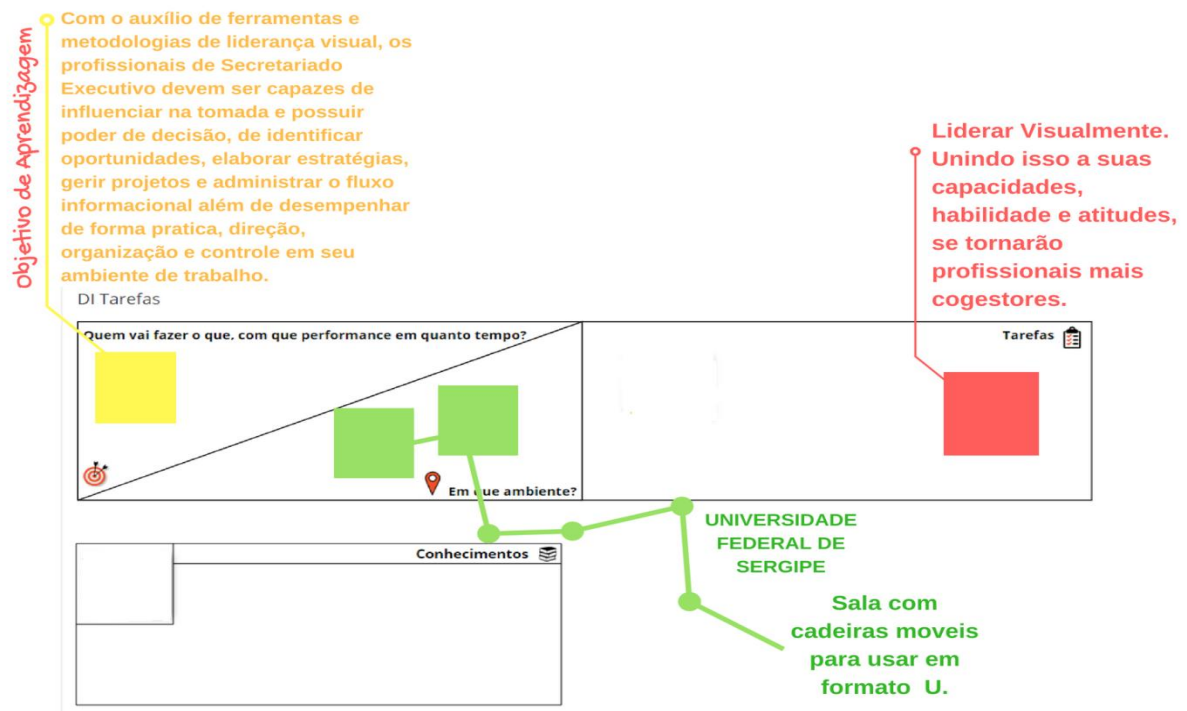 Objetivo de Aprendizagem
Com o auxílio de ferramentas e
metodologias de liderança visual, os
profissionais de Secretariado
Executivo devem ser capazes de
influenciar na tomada e possuir
poder de decisão, de identificar
oportunidades, elaborar estratégias,
gerir projetos e administrar o fluxo
informacional além de desempenhar
de forma pratica, direção,
organização e controle em seu
ambiente de trabalho.
Liderar Visualmente.
Unindo isso a suas
capacidades,
habilidade e atitudes,
se tornarão
profissionais mais
cogestores.
DI Tarefas
Quem vai fazer o que, com que performance em quanto tempo?
Tarefas
Em que ambiente?
Conhecimentos
UNIVERSIDADE
FEDERAL DE
SERGIPE
Sala com
cadeiras moveis
para usar em
formato U.